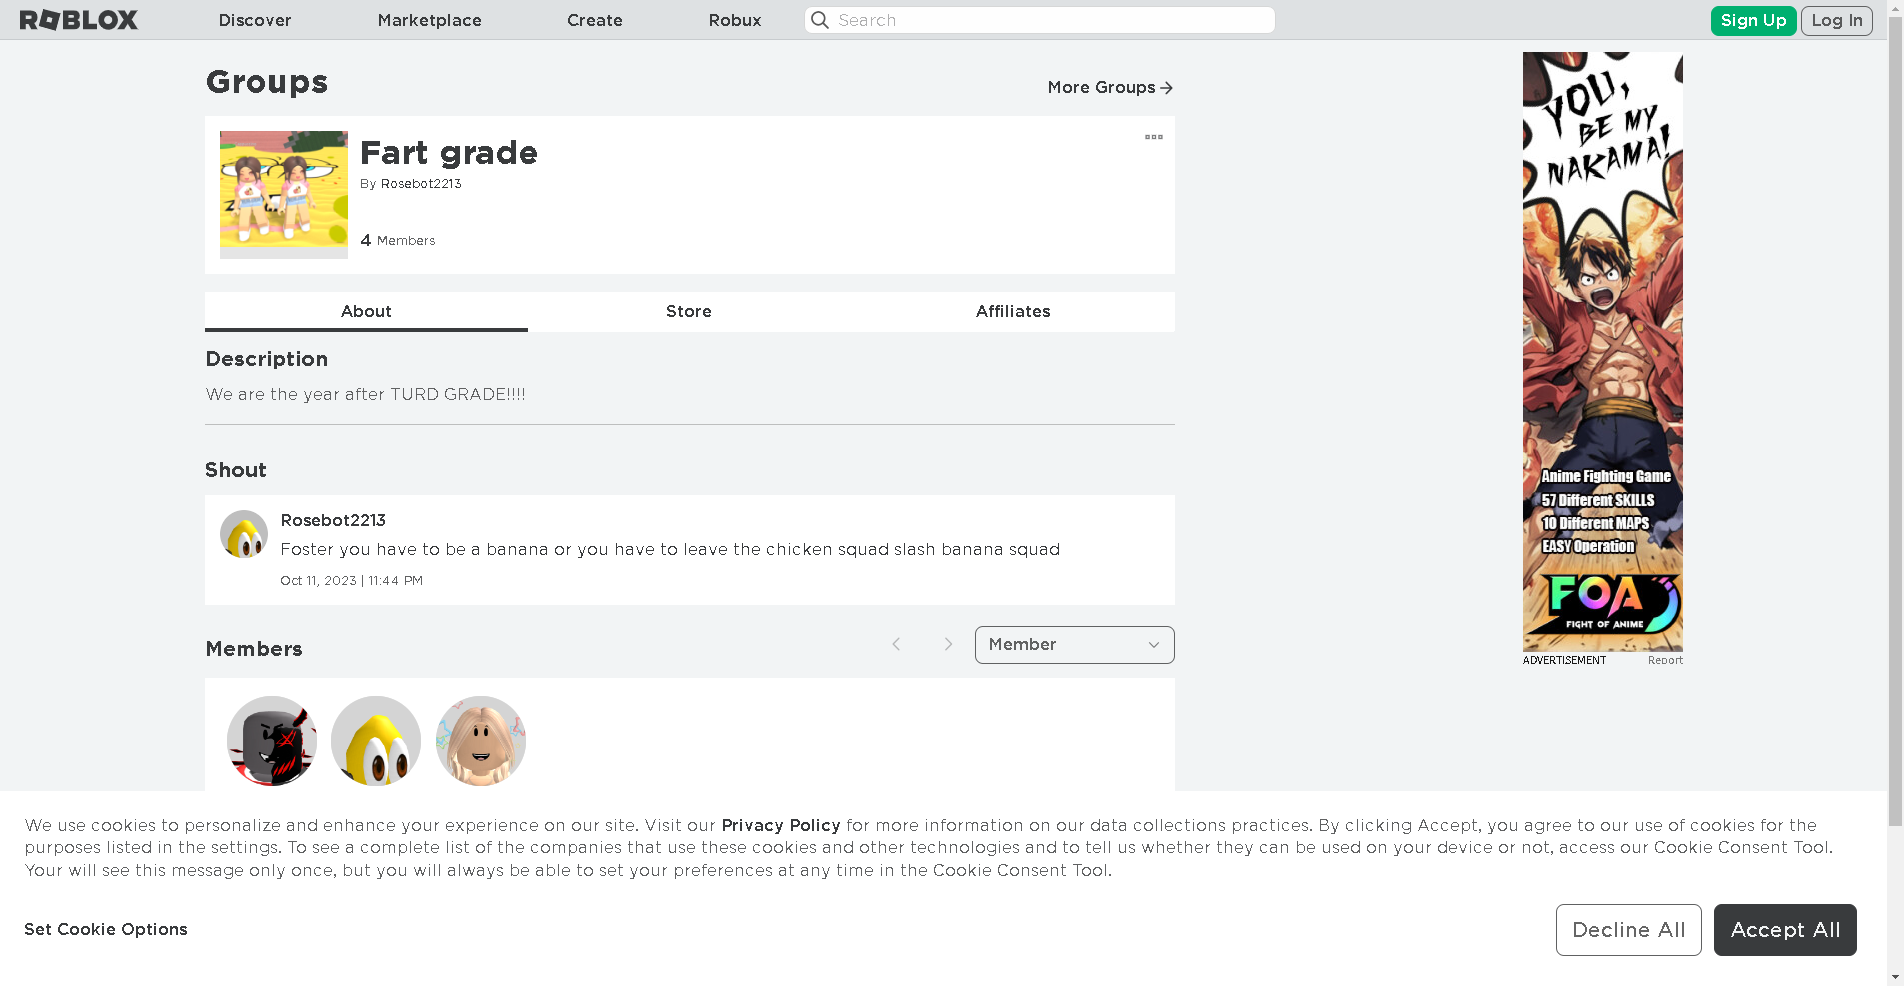 ROBLOX Discover Marketplace Create Robux Search Sign Up Log In
Groups
More Groups
Fart grade
By Rosebot2213
4 Members
About Store Affiliates
Description
We are the year after TURD GRADE!!!!
Shout
Rosebot2213
Foster you have to be a banana or you have to leave the chicken squad slash banana squad
Oct 11, 2023 | 11:44 PM
Members
Member
YOU,
BE MY
NAKAMA!
Anime Fighting Game
57 Different SKILLS
10 Different MAPS
EASY Operation
FOA
FIGHT OF ANIME
ADVERTISEMENT Report
We use cookies to personalize and enhance your experience on our site. Visit our Privacy Policy for more information on our data collections practices. By clicking Accept, you agree to our use of cookies for the
purposes listed in the settings. To see a complete list of the companies that use these cookies and other technologies and to tell us whether they can be used on your device or not, access our Cookie Consent Tool.
Your will see this message only once, but you will always be able to set your preferences at any time in the Cookie Consent Tool.
Set Cookie Options
Decline All
Accept All